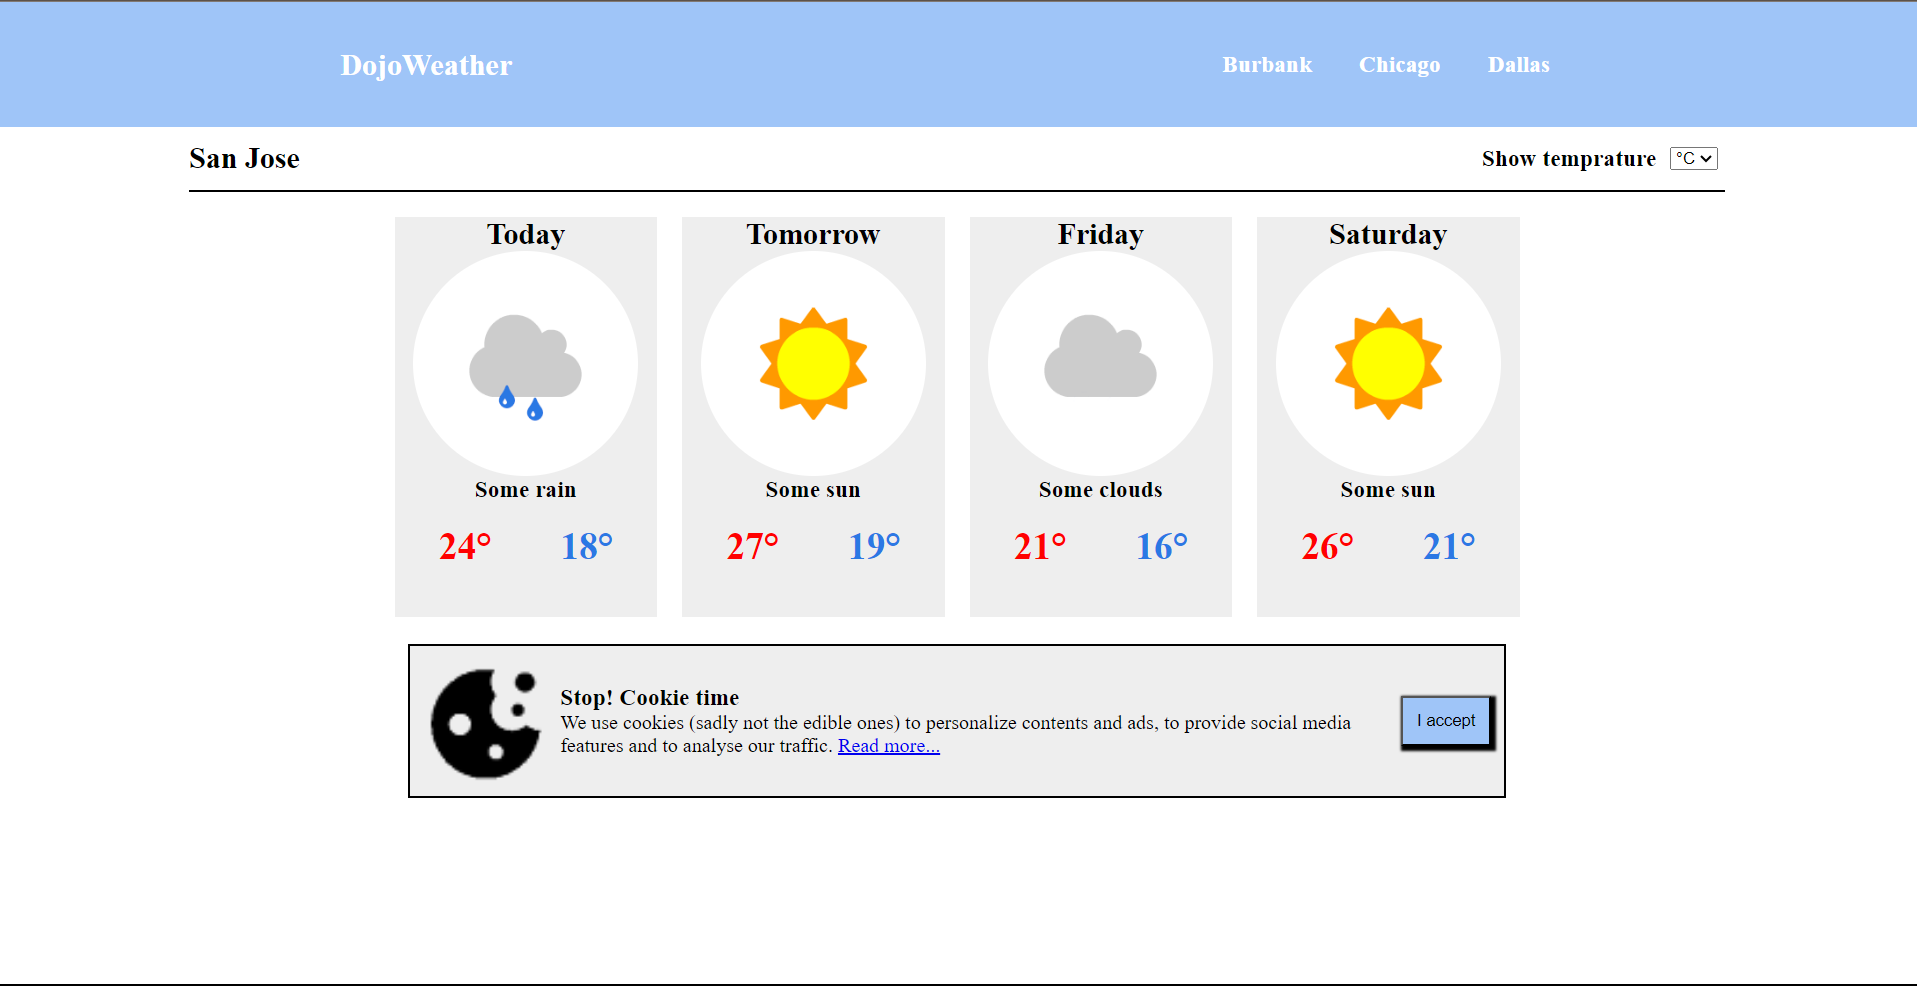 DojoWeather Burbank Chicago Dallas
San Jose Show temprature °C
Today Tomorrow Friday Saturday
Some rain Some sun Some clouds Some sun
24° 18° 27° 19° 21° 16° 26° 21°
Stop! Cookie time
We use cookies (sadly not the edible ones) to personalize contents and ads, to provide social media
features and to analyse our traffic. Read more...
I accept